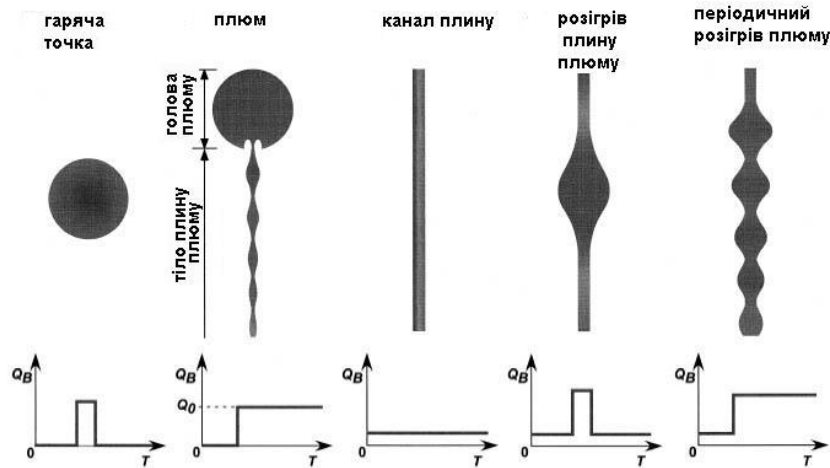 гаряча
точка
плюм
канал плину
розігрів
плину
плюму
періодичний
розігрів плюму
голова
плюму
тіло плину
плюму
Q_B
0
T
Q_B
Q_0
0
T
Q_B
0
T
Q_B
0
T
Q_B
0
T